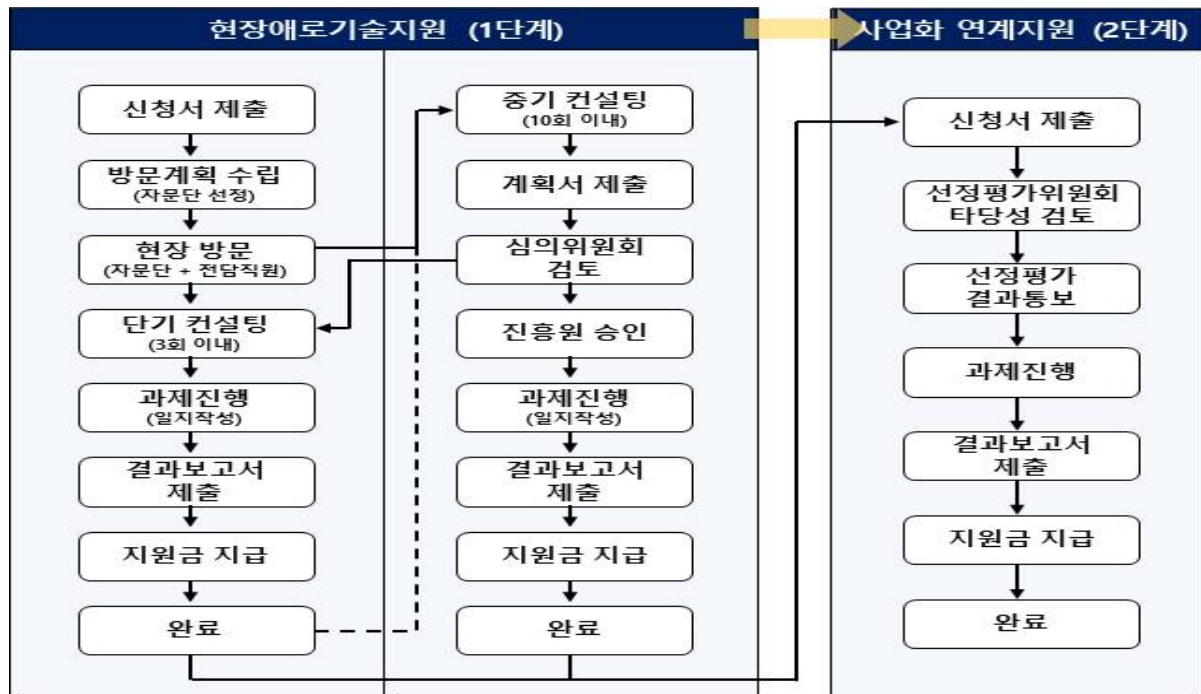 현장애로기술지원 (1단계)
사업화 연계지원 (2단계)
신청서 제출
방문계획 수립
(자문단 선정)
현장 방문
(자문단 + 전담직원)
단기 컨설팅
(3회 이내)
과제진행
(일지작성)
결과보고서
제출
지원금 지급
완료
중기 컨설팅
(10회 이내)
계획서 제출
심의위원회
검토
진흥원 승인
과제진행
(일지작성)
결과보고서
제출
지원금 지급
완료
신청서 제출
선정평가위원회
타당성 검토
선정평가
결과통보
과제진행
결과보고서
제출
지원금 지급
완료